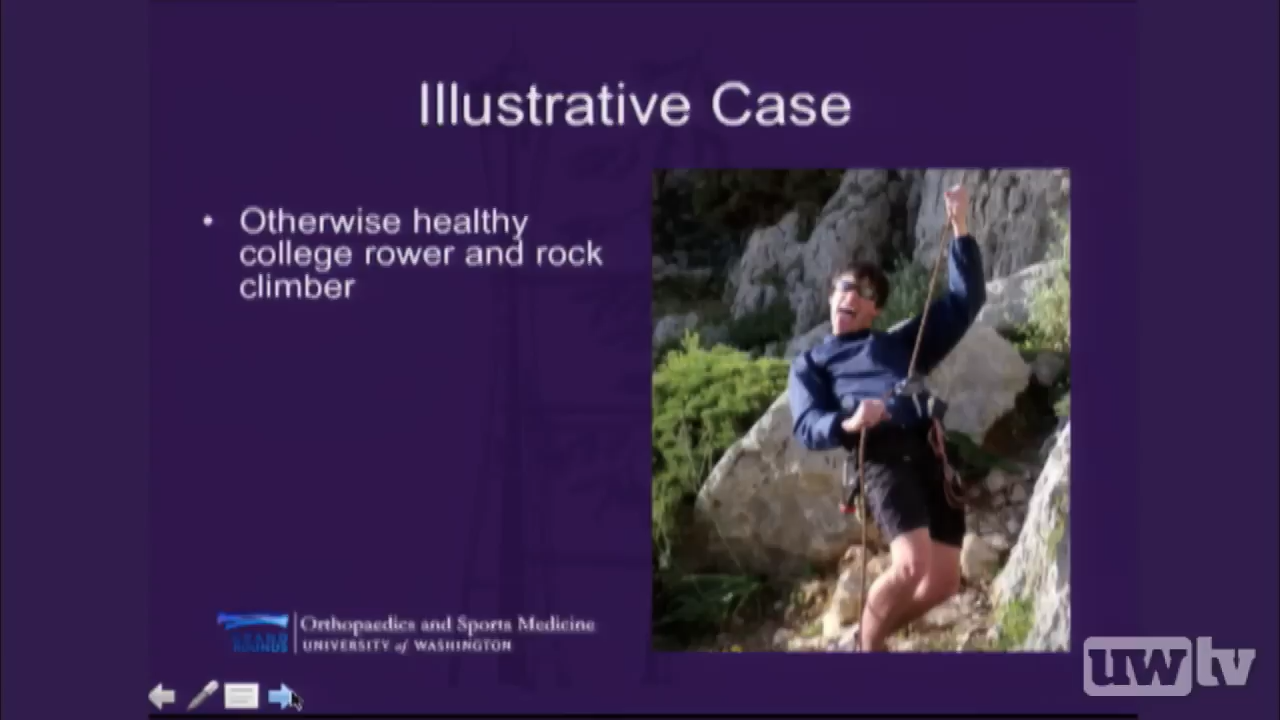 Illustrative Case
• Otherwise healthy
college rower and rock
climber
Orthopaedics and Sports Medicine
UNIVERSITY of WASHINGTON
uwtv